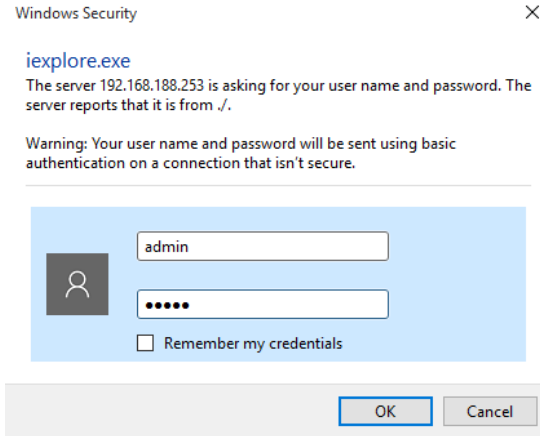 Windows Security
iexplore.exe
The server 192.168.188.253 is asking for your user name and password. The
server reports that it is from ./.
Warning: Your user name and password will be sent using basic
authentication on a connection that isn't secure.
admin
•••••
Remember my credentials
OK
Cancel